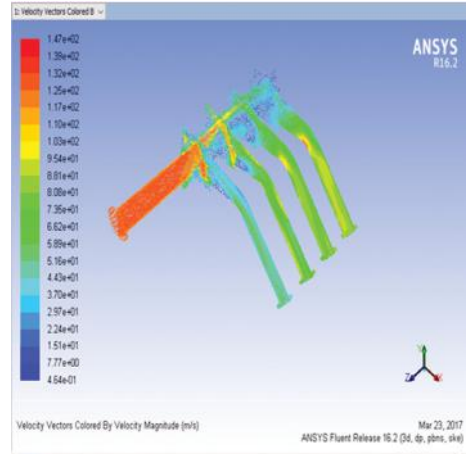 1: Velocity Vectors Colored B
ANSYS
R16.2
1.47e+02
1.39e+02
1.32e+02
1.25e+02
1.17e+02
1.10e+02
1.03e+02
9.54e+01
8.81e+01
8.08e+01
7.35e+01
6.62e+01
5.89e+01
5.16e+01
4.43e+01
3.70e+01
2.97e+01
2.24e+01
1.51e+01
7.77e+00
4.64e-01
Y
Z
X
Velocity Vectors Colored By Velocity Magnitude (m/s)
Mar 23, 2017
ANSYS Fluent Release 16.2 (3d, dp, pbns, ske)